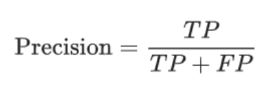 Precision = TP / TP + FP